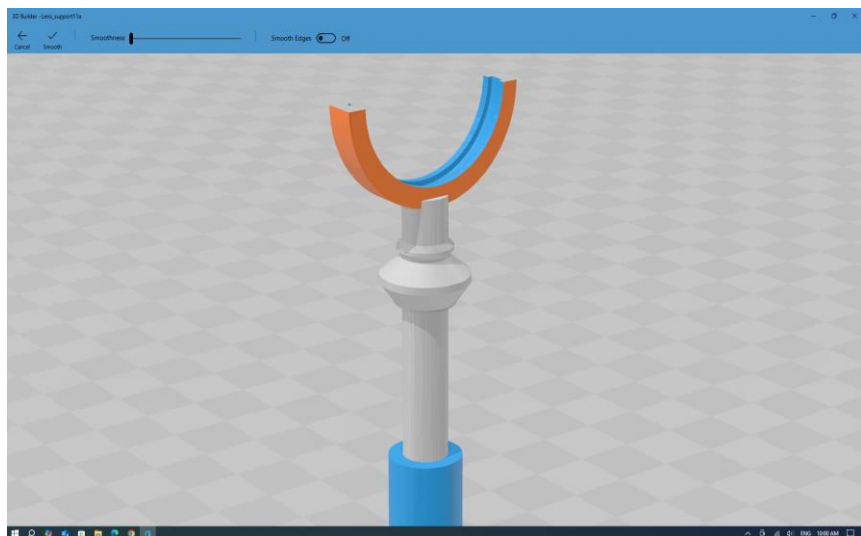 3D Builder - Lens_support11a
Cancel
Smooth
Smoothness
Smooth Edges
Off
ENG
10:00 AM